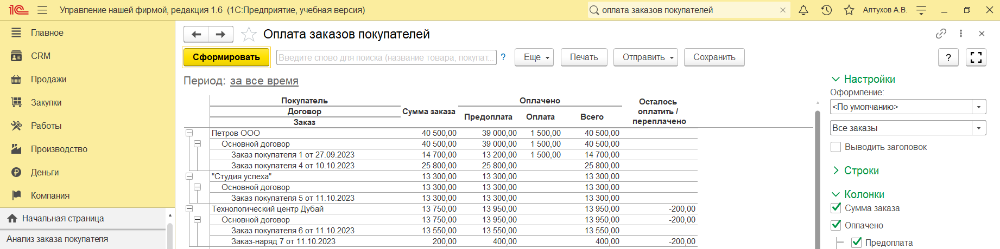 1С Управление нашей фирмой, редакция 1.6 (1С:Предприятие, учебная версия) оплата заказов покупателей Алтухов А.В.
Главное
CRM
Продажи
Закупки
Работы
Производство
Деньги
Компания
Начальная страница
Анализ заказа покупателя
Оплата заказов покупателей
Сформировать Введите слово для поиска (название товара, покупат... ? Еще Печать Отправить Сохранить ?
Период: за все время
Покупатель Сумма заказа Оплачено Осталось оплатить / переплачено
Договор
Заказ Предоплата Оплата Всего
Петров ООО 40 500,00 39 000,00 1 500,00 40 500,00
Основной договор 40 500,00 39 000,00 1 500,00 40 500,00
Заказ покупателя 1 от 27.09.2023 14 700,00 13 200,00 1 500,00 14 700,00
Заказ покупателя 4 от 10.10.2023 25 800,00 25 800,00 25 800,00
"Студия успеха" 13 300,00 13 300,00 13 300,00
Основной договор 13 300,00 13 300,00 13 300,00
Заказ покупателя 5 от 11.10.2023 13 300,00 13 300,00 13 300,00
Технологический центр Дубай 13 750,00 13 950,00 13 950,00 -200,00
Основной договор 13 750,00 13 950,00 13 950,00 -200,00
Заказ покупателя 6 от 11.10.2023 13 550,00 13 550,00 13 550,00
Заказ-наряд 7 от 11.10.2023 200,00 400,00 400,00 -200,00
Настройки
Оформление:
<По умолчанию>
Все заказы
Выводить заголовок
Строки
Колонки
Сумма заказа
Оплачено
Предоплата